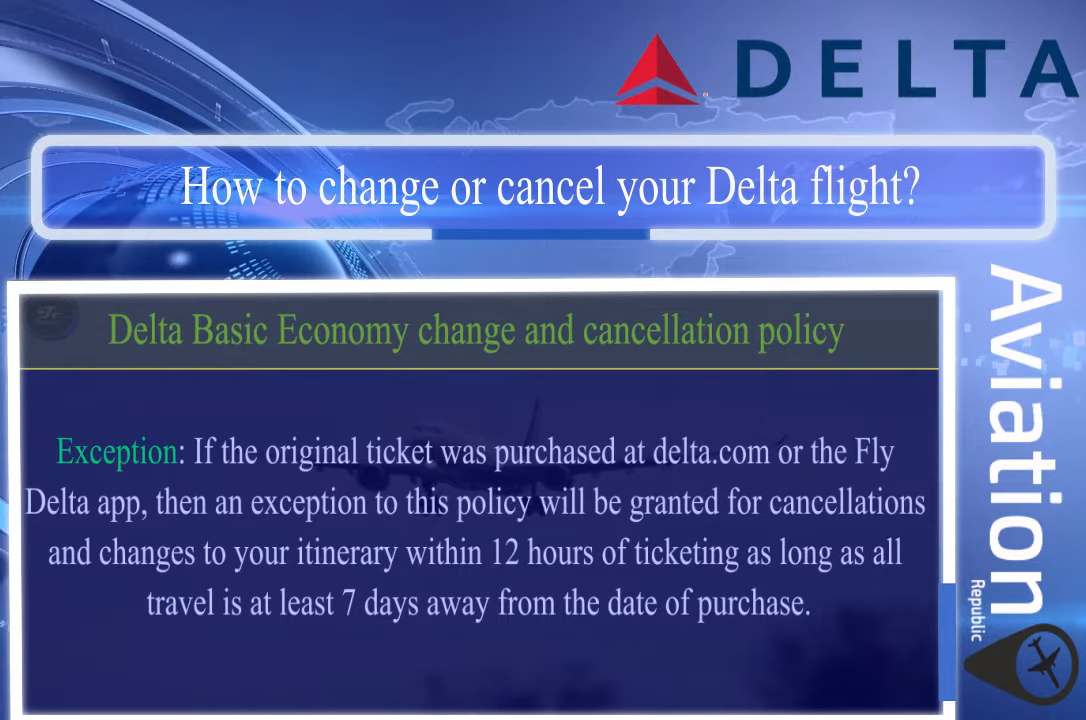 DELTA
How to change or cancel your Delta flight?
Delta Basic Economy change and cancellation policy
Exception: If the original ticket was purchased at delta.com or the Fly
Delta app, then an exception to this policy will be granted for cancellations
and changes to your itinerary within 12 hours of ticketing as long as all
travel is at least 7 days away from the date of purchase.
Aviation
Republic